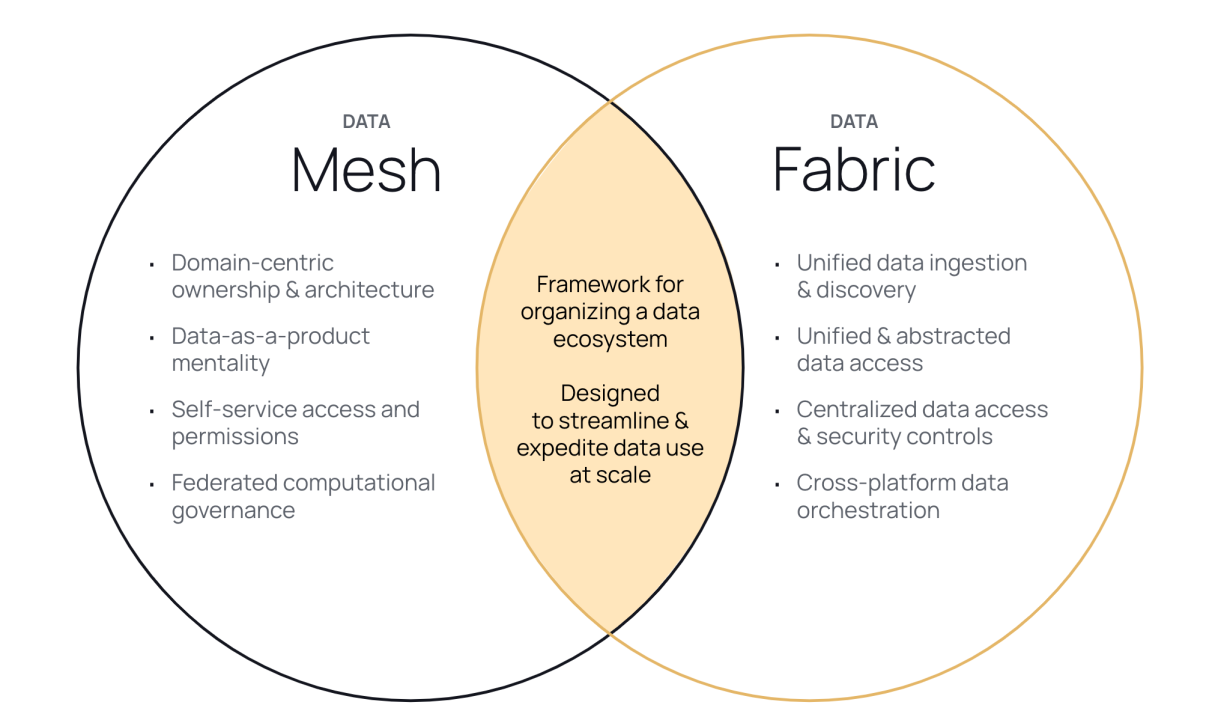 DATA
Mesh
· Domain-centric
ownership & architecture
· Data-as-a-product
mentality
· Self-service access and
permissions
· Federated computational
governance
Framework for
organizing a data
ecosystem
Designed
to streamline &
expedite data use
at scale
DATA
Fabric
· Unified data ingestion
& discovery
· Unified & abstracted
data access
· Centralized data access
& security controls
· Cross-platform data
orchestration